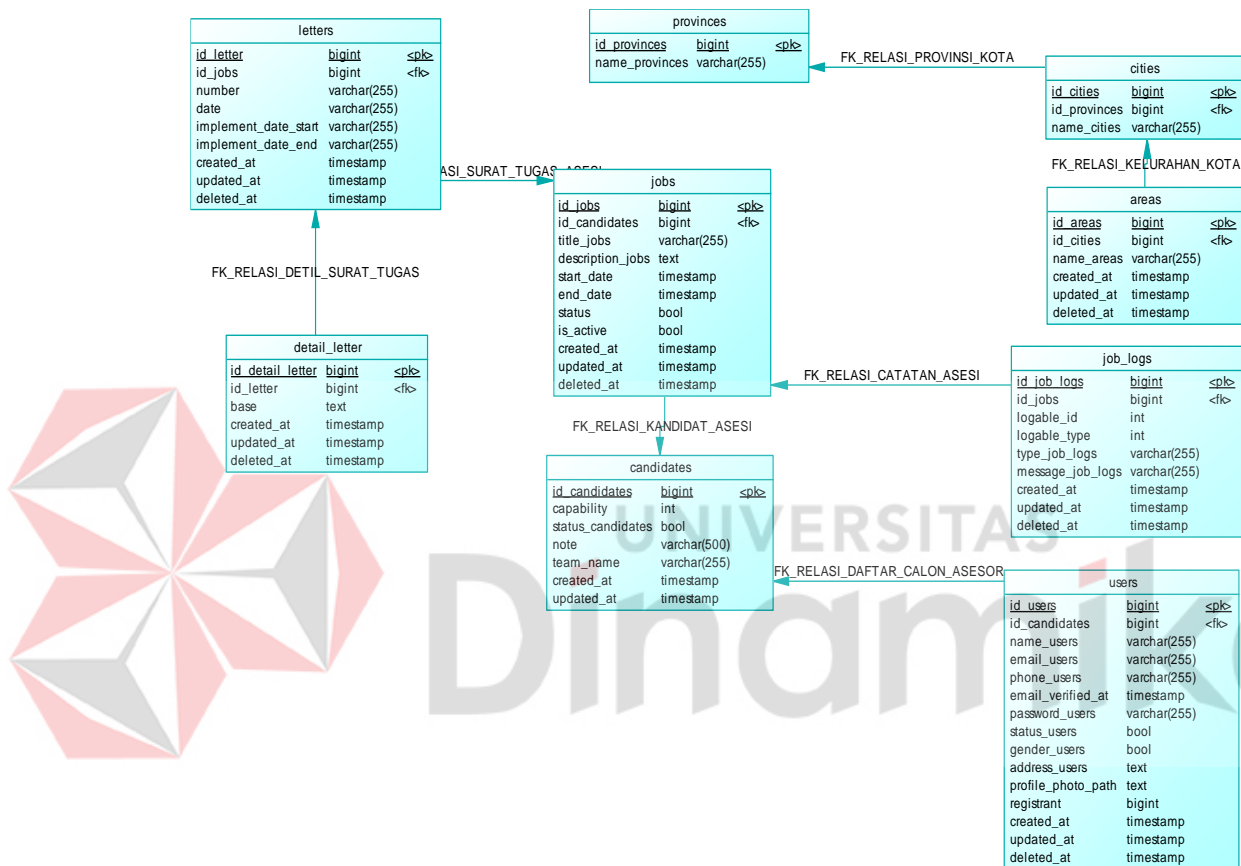 letters
id_letter bigint <pk>
id_jobs bigint <fk>
number varchar(255)
date varchar(255)
implement_date_start varchar(255)
implement_date_end varchar(255)
created_at timestamp
updated_at timestamp
deleted_at timestamp
provinces
id_provinces bigint <pk>
name_provinces varchar(255)
FK_RELASI_PROVINSI_KOTA
cities
id_cities bigint <pk>
id_provinces bigint <fk>
name_cities varchar(255)
FK_RELASI_KELURAHAN_KOTA
ASI_SURAT_TUGAS_ASESI
jobs
id_jobs bigint <pk>
id_candidates bigint <fk>
title_jobs varchar(255)
description_jobs text
start_date timestamp
end_date timestamp
status bool
is_active bool
created_at timestamp
updated_at timestamp
deleted_at timestamp
areas
id_areas bigint <pk>
id_cities bigint <fk>
name_areas varchar(255)
created_at timestamp
updated_at timestamp
deleted_at timestamp
FK_RELASI_DETIL_SURAT_TUGAS
detail_letter
id_detail_letter bigint <pk>
id_letter bigint <fk>
base text
created_at timestamp
updated_at timestamp
deleted_at timestamp
FK_RELASI_CATATAN_ASESI
job_logs
id_job_logs bigint <pk>
id_jobs bigint <fk>
logable_id int
logable_type int
type_job_logs varchar(255)
message_job_logs varchar(255)
created_at timestamp
updated_at timestamp
deleted_at timestamp
FK_RELASI_KANDIDAT_ASESI
candidates
id_candidates bigint <pk>
capability int
status_candidates bool
note varchar(500)
team_name varchar(255)
created_at timestamp
updated_at timestamp
FK_RELASI_DAFTAR_CALON_ASESOR
users
id_users bigint <pk>
id_candidates bigint <fk>
name_users varchar(255)
email_users varchar(255)
phone_users varchar(255)
email_verified_at timestamp
password_users varchar(255)
status_users bool
gender_users bool
address_users text
profile_photo_path text
registrant bigint
created_at timestamp
updated_at timestamp
deleted_at timestamp
UNIVERSITAS
Dinamika